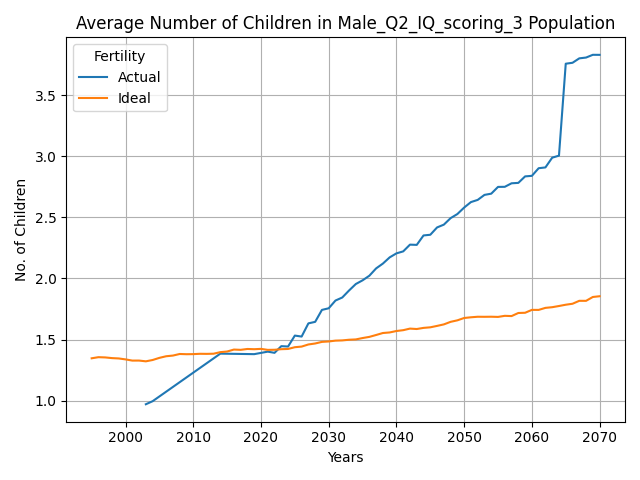 Average Number of Children in Male_Q2_IQ_scoring_3 Population
Fertility
Actual
Ideal
No. of Children
3.5
3.0
2.5
2.0
1.5
1.0
2000 2010 2020 2030 2040 2050 2060 2070
Years